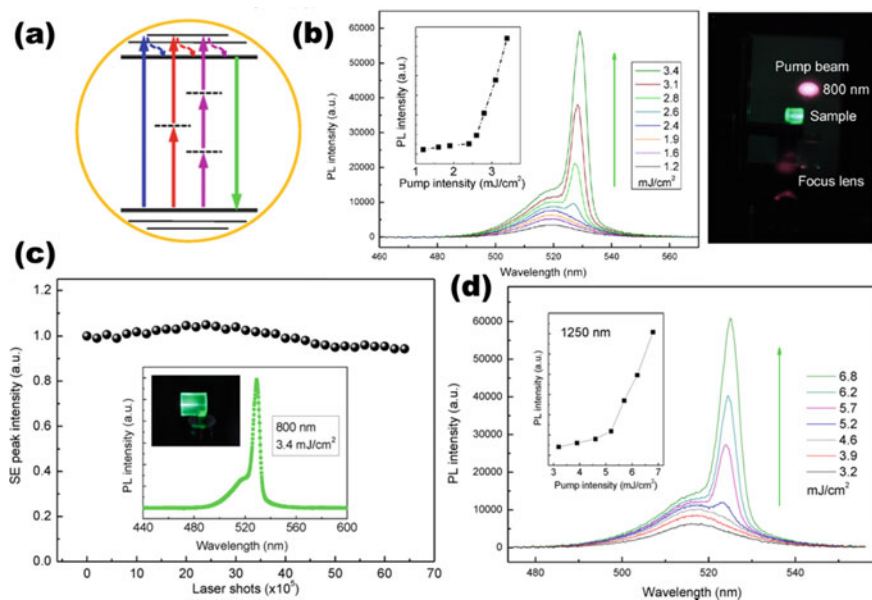 (a)
(b)
PL intensity (a.u.)
60000
50000
40000
30000
20000
10000
0
460
480
500
520
540
560
Wavelength (nm)
PL intensity (a.u.)
1
2
3
Pump intensity (mJ/cm²)
3.4
3.1
2.8
2.6
2.4
1.9
1.6
1.2
mJ/cm²
Pump beam
800 nm
Sample
Focus lens
(c)
SE peak intensity (a.u.)
1.2
1.0
0.8
0.6
0.4
0.2
0.0
0
10
20
30
40
50
60
70
Laser shots (x10⁵)
PL intensity (a.u.)
800 nm
3.4 mJ/cm²
440
480
520
560
600
Wavelength (nm)
(d)
PL intensity (a.u.)
60000
50000
40000
30000
20000
10000
0
480
500
520
540
Wavelength (nm)
1250 nm
PL intensity (a.u.)
3
4
5
6
7
Pump intensity (mJ/cm²)
6.8
6.2
5.7
5.2
4.6
3.9
3.2
mJ/cm²